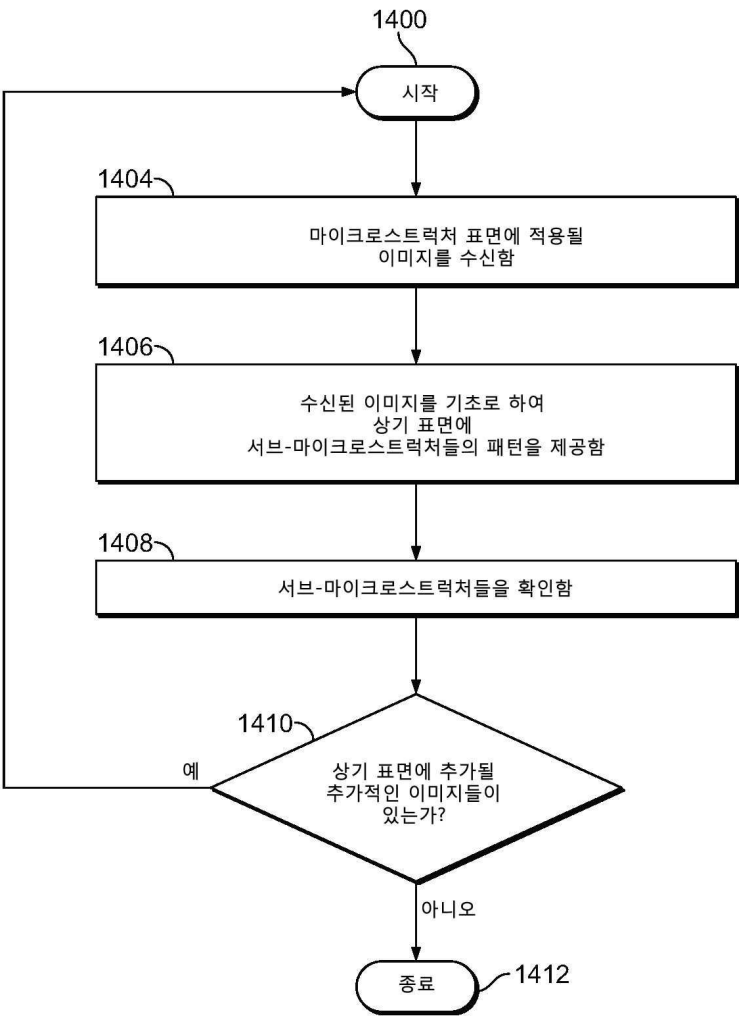 1400
시작
1404
마이크로스트럭처 표면에 적용될
이미지를 수신함
1406
수신된 이미지를 기초로 하여
상기 표면에
서브-마이크로스트럭처들의 패턴을 제공함
1408
서브-마이크로스트럭처들을 확인함
1410
예
상기 표면에 추가될
추가적인 이미지들이
있는가?
아니오
종료
1412